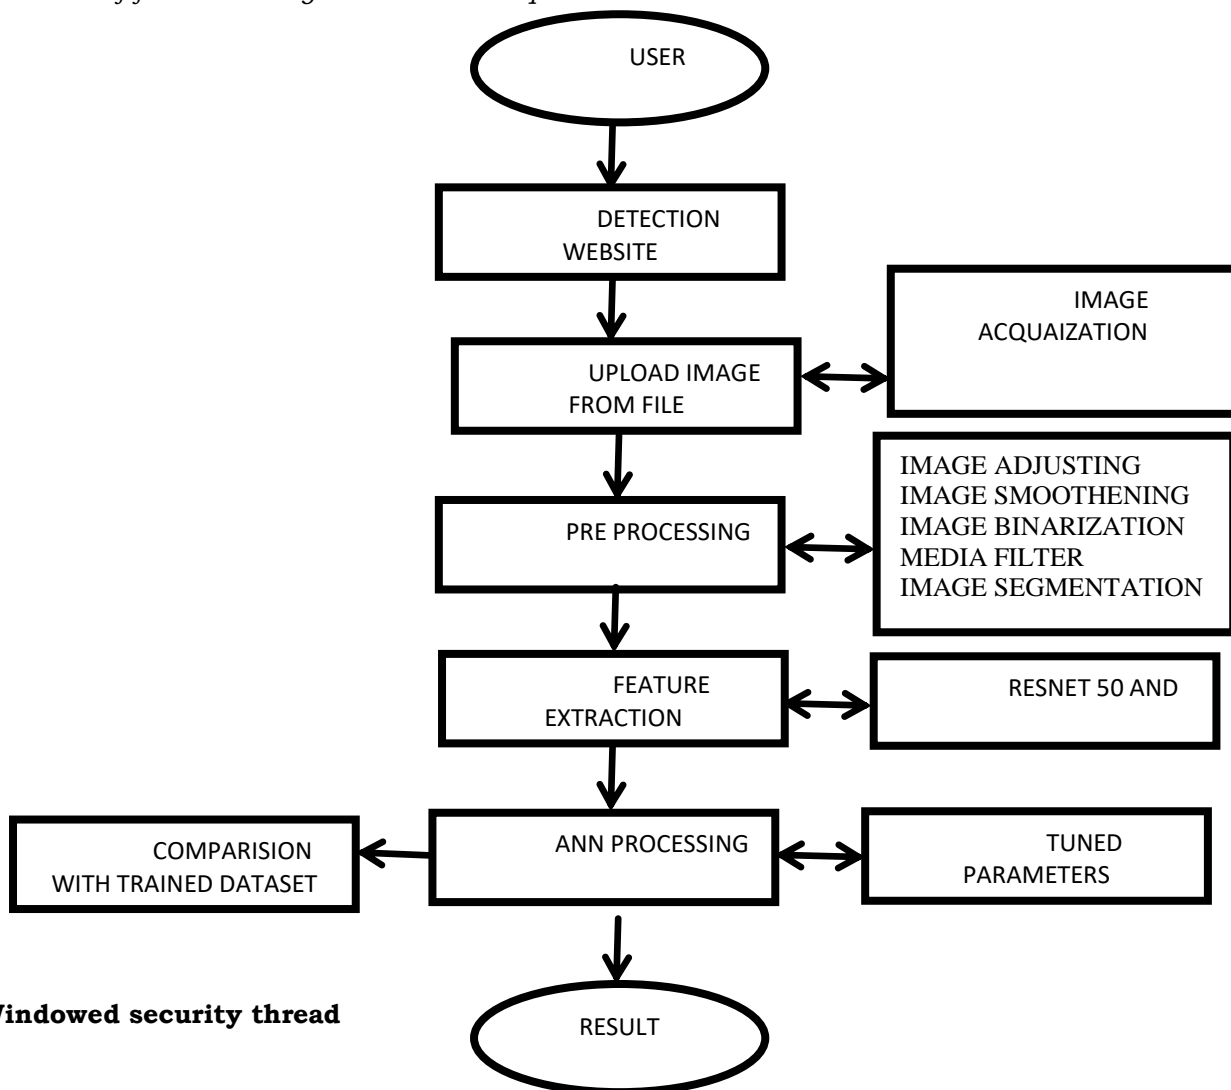 USER
DETECTION
WEBSITE
IMAGE
ACQUAIZATION
UPLOAD IMAGE
FROM FILE
IMAGE ADJUSTING
IMAGE SMOOTHENING
IMAGE BINARIZATION
MEDIA FILTER
IMAGE SEGMENTATION
PRE PROCESSING
FEATURE
EXTRACTION
RESNET 50 AND
COMPARISION
WITH TRAINED DATASET
ANN PROCESSING
TUNED
PARAMETERS
Windowed security thread
RESULT